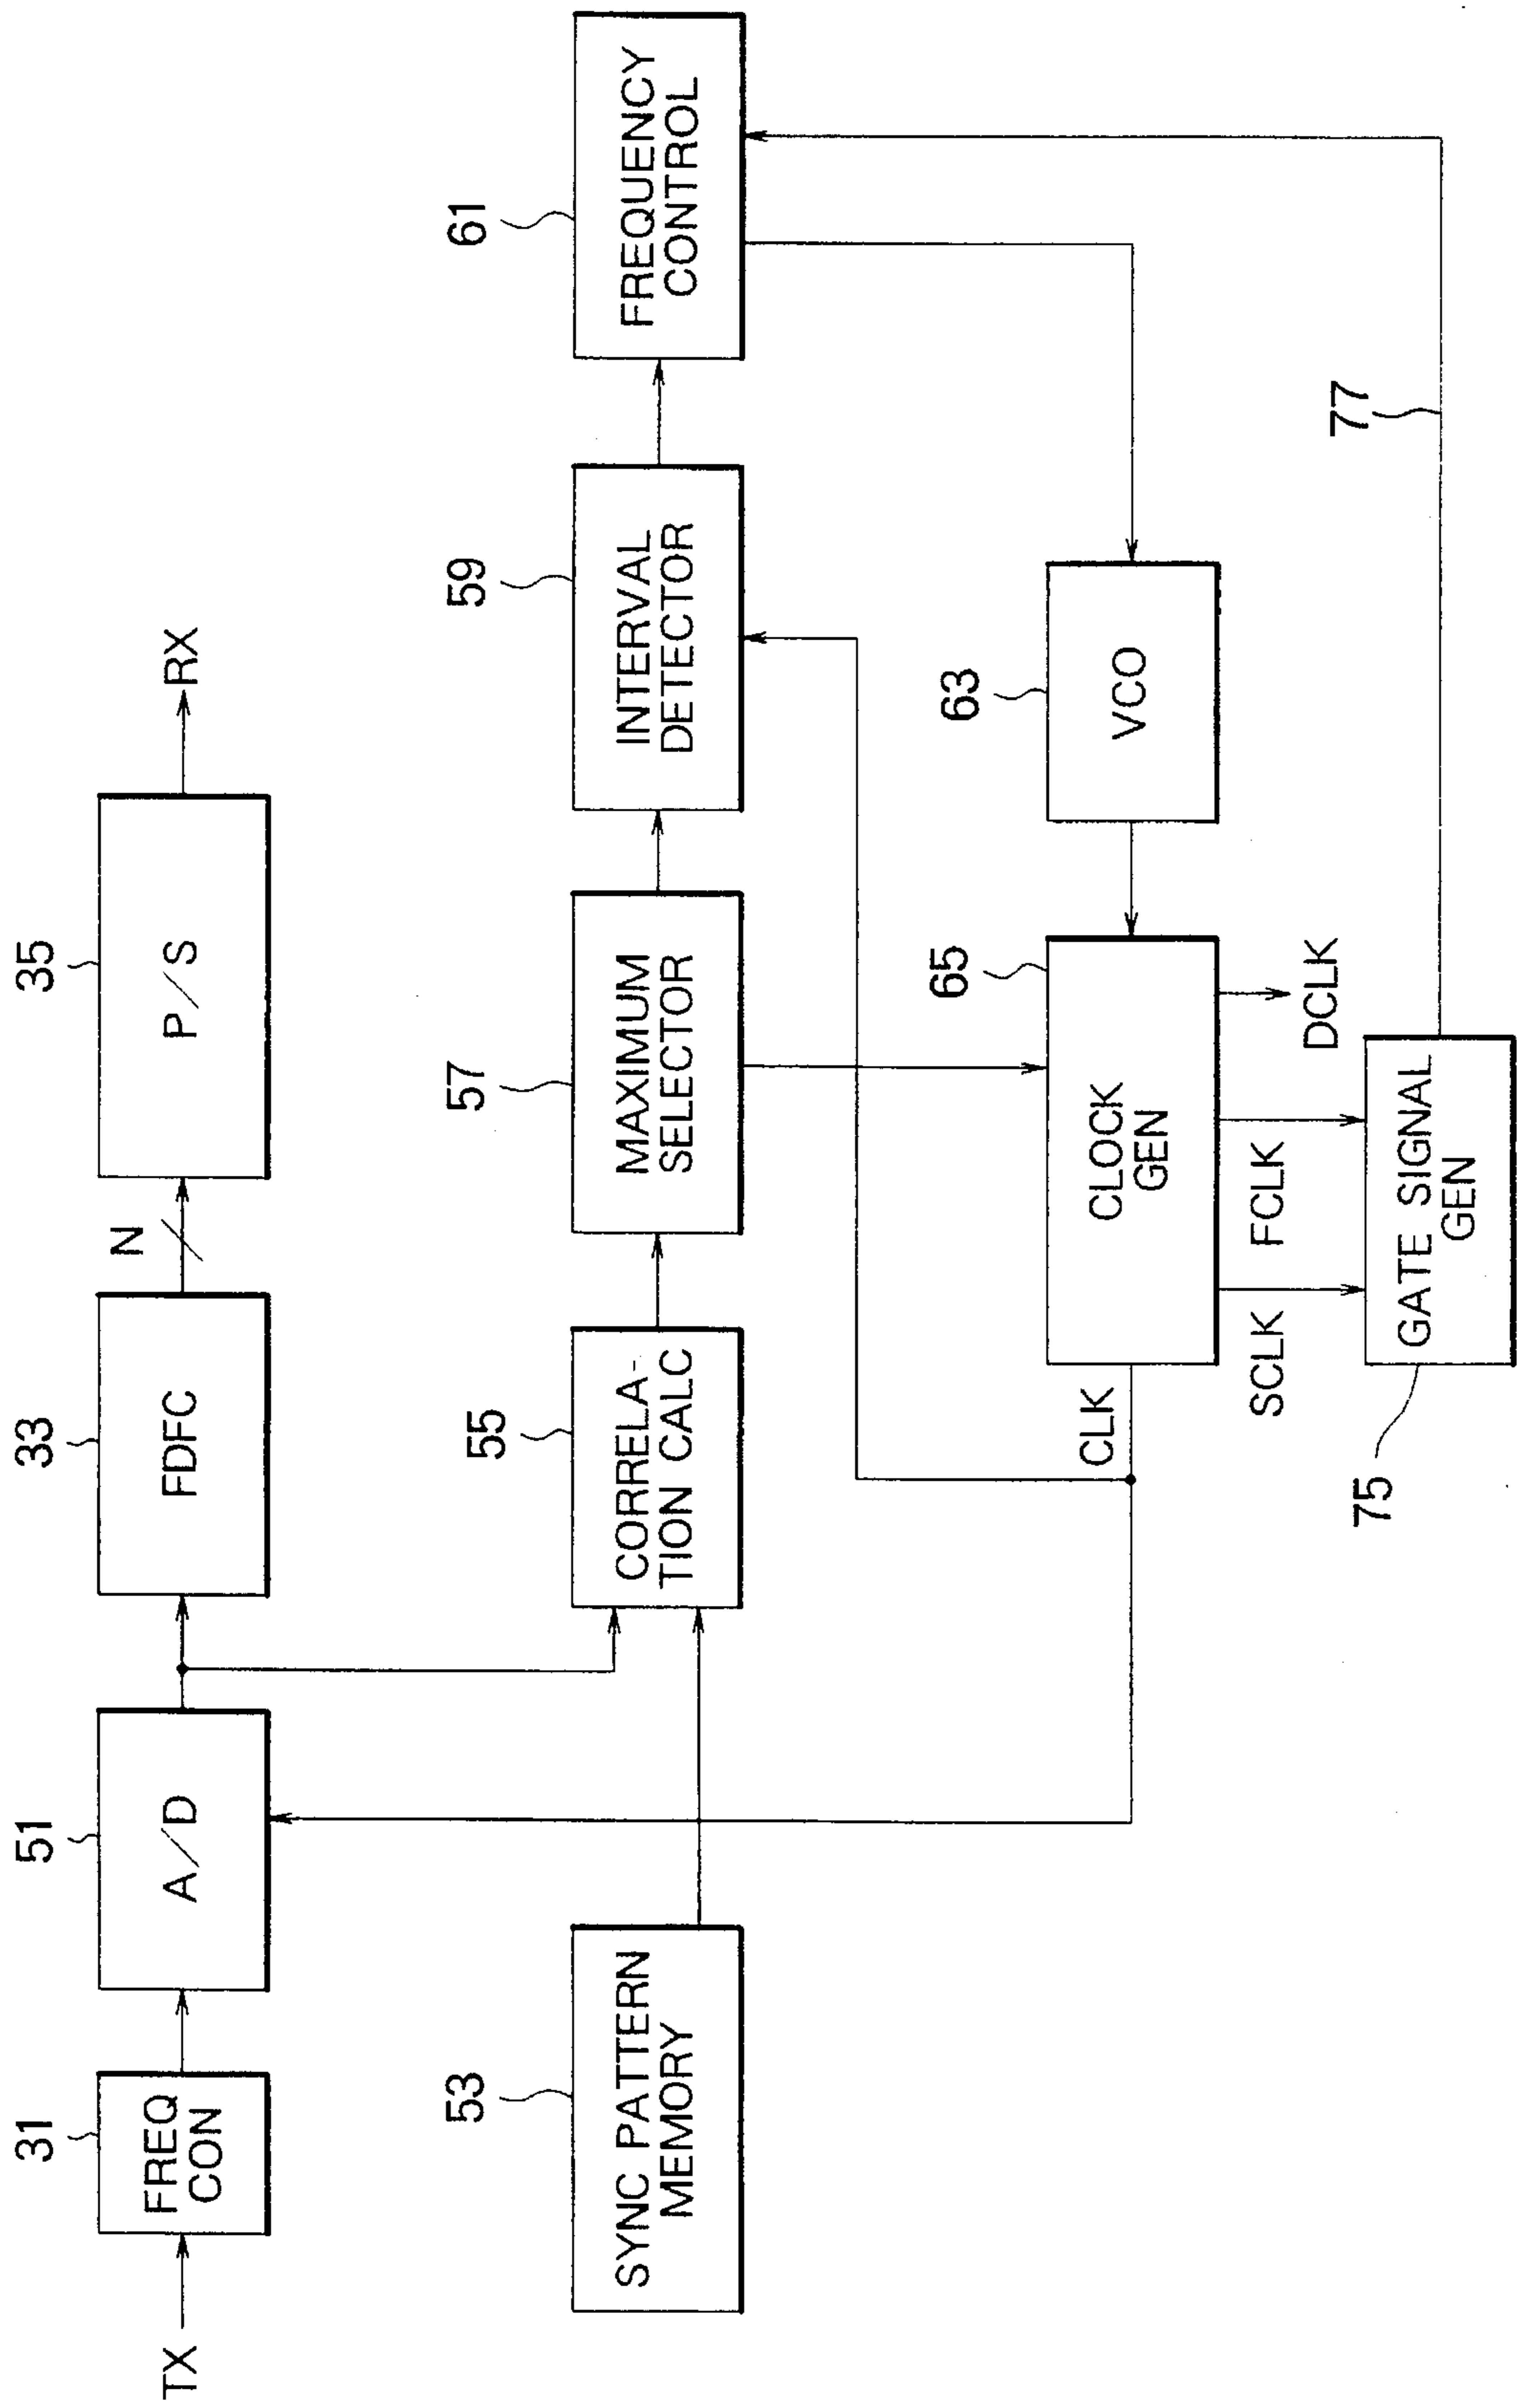 31
51
33
35
TX
FREQ
CON
A/D
FDFC
N
P/S
RX
53
55
57
59
61
SYNC PATTERN
MEMORY
CORRELA-
TION CALC
MAXIMUM
SELECTOR
INTERVAL
DETECTOR
FREQUENCY
CONTROL
65
63
CLK
CLOCK
GEN
VCO
SCLK
FCLK
DCLK
77
75
GATE SIGNAL
GEN